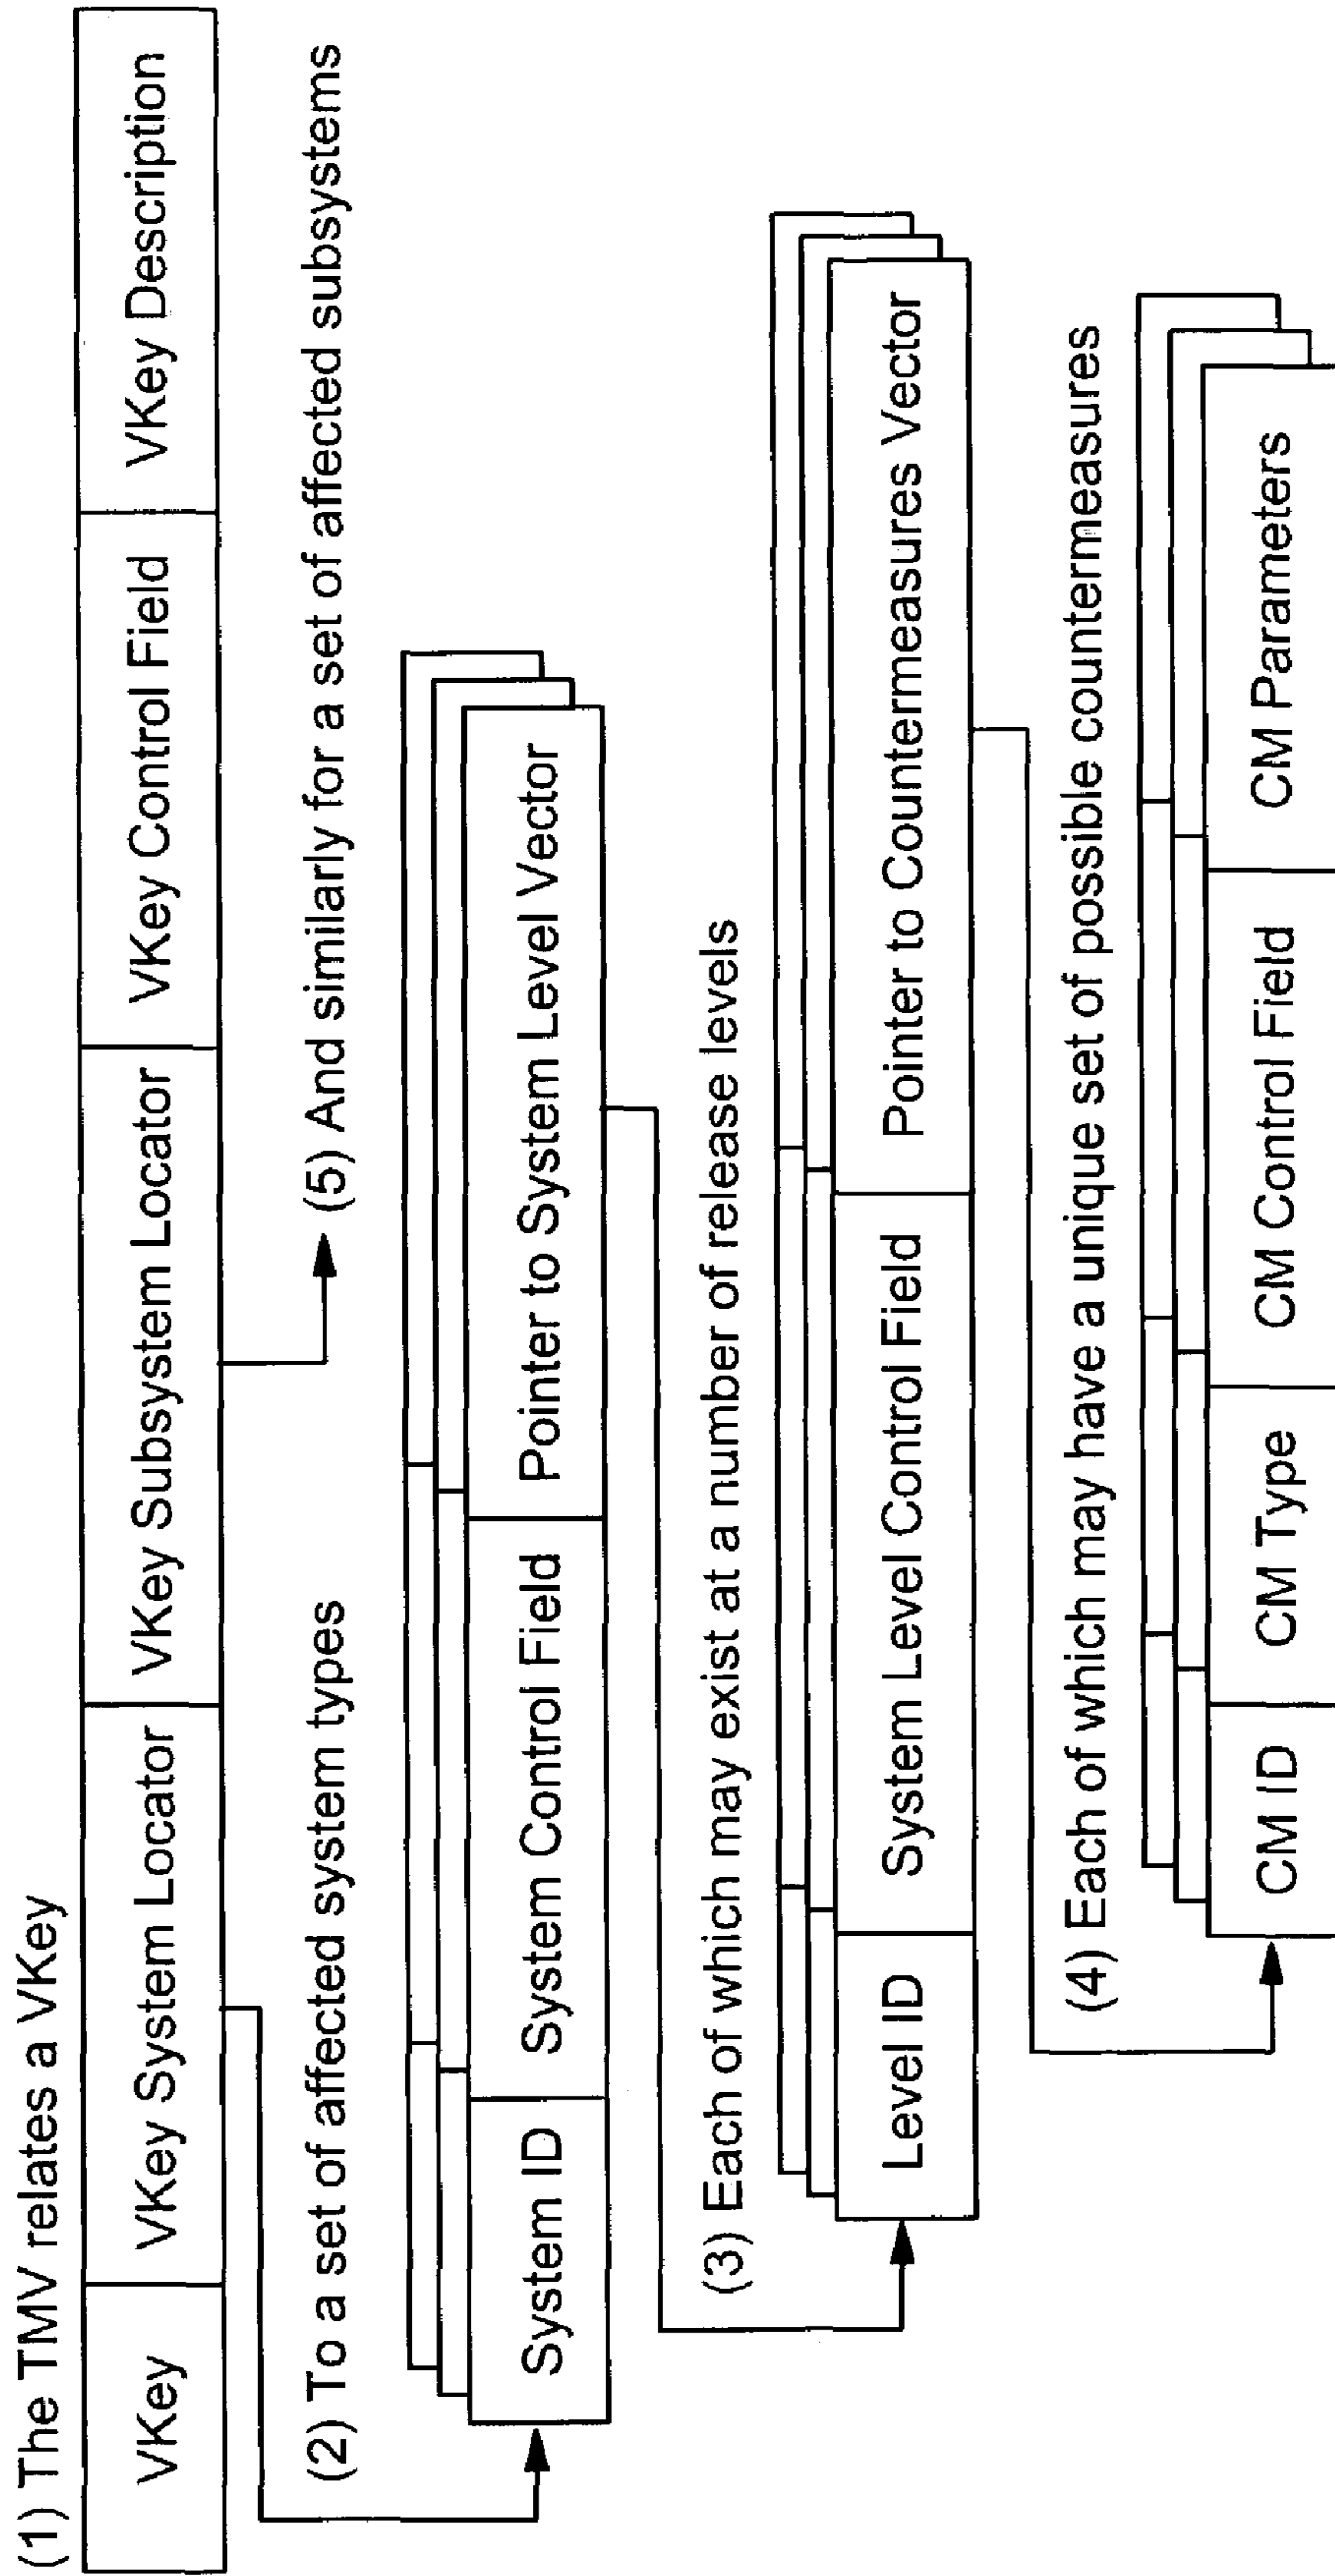 (1) The TMV relates a VKey
VKey VKey System Locator VKey Subsystem Locator VKey Control Field VKey Description
(2) To a set of affected system types
(5) And similarly for a set of affected subsystems
System ID System Control Field Pointer to System Level Vector
(3) Each of which may exist at a number of release levels
Level ID System Level Control Field Pointer to Countermeasures Vector
(4) Each of which may have a unique set of possible countermeasures
CM ID CM Type CM Control Field CM Parameters